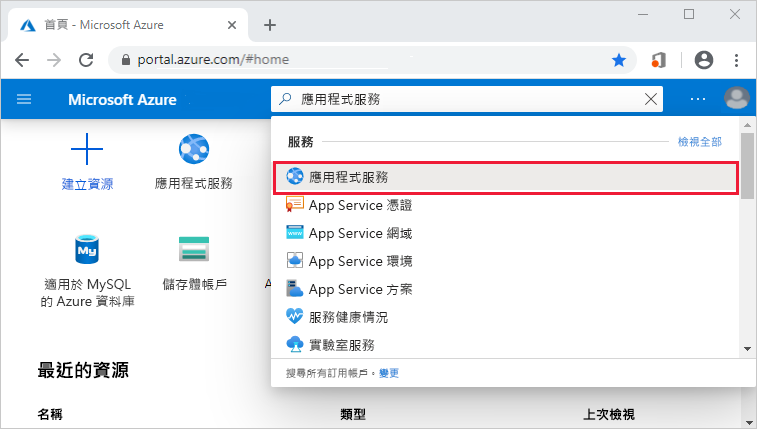 首頁 - Microsoft Azure
portal.azure.com/#home
Microsoft Azure
應用程式服務
服務
檢視全部
建立資源
應用程式服務
應用程式服務
App Service 憑證
App Service 網域
App Service 環境
App Service 方案
服務健康情況
實驗室服務
My
適用於 MySQL
的 Azure 資料庫
儲存體帳戶
A
搜尋所有訂用帳戶。變更
最近的資源
名稱
類型
上次檢視